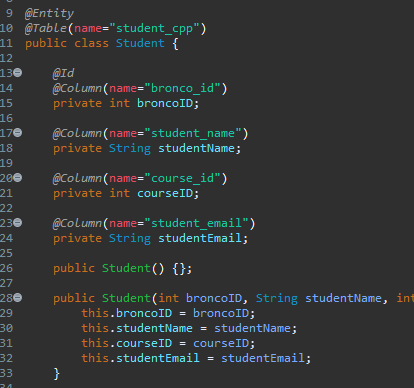 9 @Entity
10 @Table(name="student_cpp")
11 public class Student {
12
13 @Id
14 @Column(name="bronco_id")
15 private int broncoID;
16
17 @Column(name="student_name")
18 private String studentName;
19
20 @Column(name="course_id")
21 private int courseID;
22
23 @Column(name="student_email")
24 private String studentEmail;
25
26 public Student() {};
27
28 public Student(int broncoID, String studentName, int
29 this.broncoID = broncoID;
30 this.studentName = studentName;
31 this.courseID = courseID;
32 this.studentEmail = studentEmail;
33 }